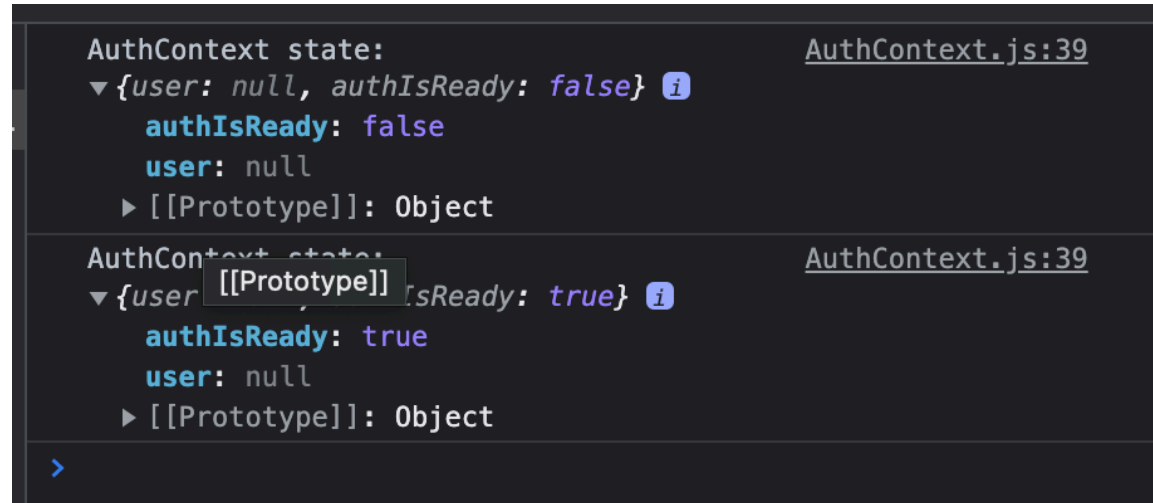 AuthContext state: AuthContext.js:39
▼{user: null, authIsReady: false} i
authIsReady: false
user: null
▶ [[Prototype]]: Object
AuthCon AuthContext.js:39
[[Prototype]]
▼{user IsReady: true} i
authIsReady: true
user: null
▶ [[Prototype]]: Object
>